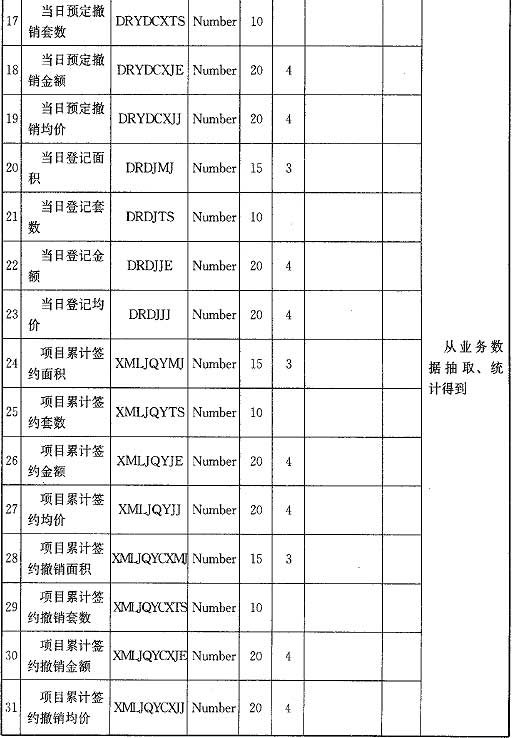 17 当日预定撤 DRYDCXTS Number 10
销套数
18 当日预定撤 DRYDCXJE Number 20 4
销金额
19 当日预定撤 DRYDCXJJ Number 20 4
销均价
20 当日登记面 DRDJMJ Number 15 3
积
21 当日登记套 DRDJTS Number 10
数
22 当日登记金 DRDJJE Number 20 4
额
23 当日登记均 DRDJJJ Number 20 4
价
从业务数
据抽取、统
计得到
24 项目累计签 XMLJQYMJ Number 15 3
约面积
25 项目累计签 XMLJQYTS Number 10
约套数
26 项目累计签 XMLJQYJE Number 20 4
约金额
27 项目累计签 XMLJQYJJ Number 20 4
约均价
28 项目累计签 XMLJQYCXMJ Number 15 3
约撤销面积
29 项目累计签 XMLJQYCXTS Number 10
约撤销套数
30 项目累计签 XMLJQYCXJE Number 20 4
约撤销金额
31 项目累计签 XMLJQYCXJJ Number 20 4
约撤销均价